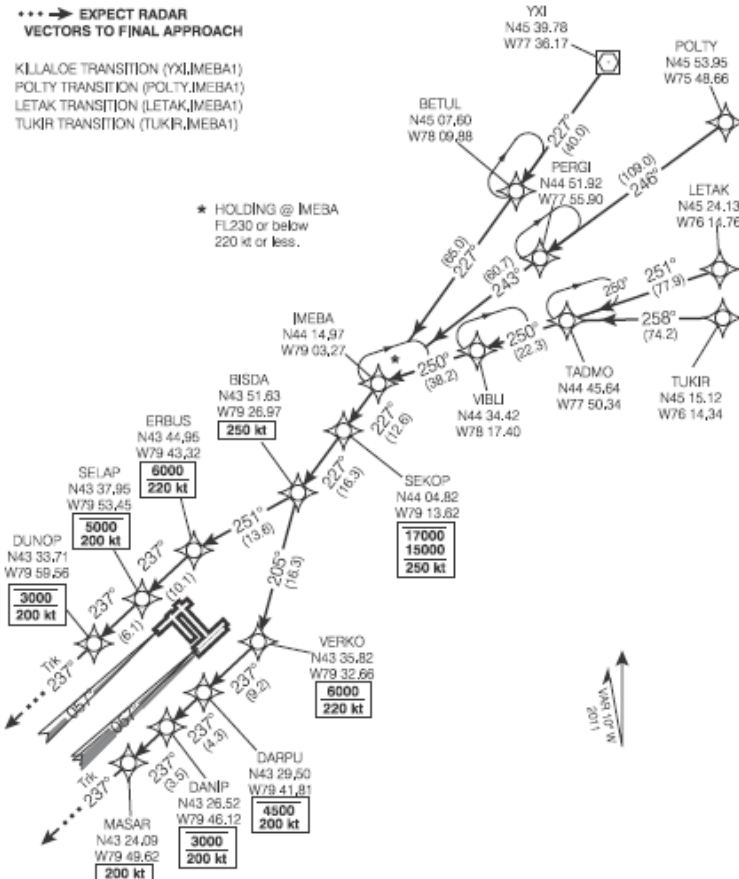 EXPECT RADAR
VECTORS TO FINAL APPROACH
KILLALOE TRANSITION (YXI.IMEBA1)
POLTY TRANSITION (POLTY.IMEBA1)
LETAK TRANSITION (LETAK.IMEBA1)
TUKIR TRANSITION (TUKIR.IMEBA1)
* HOLDING @ IMEBA
FL230 or below
220 kt or less.
YXI
N45 39.78
W77 36.17
POLTY
N45 53.95
W75 48.66
BETUL
N45 07.60
W78 09.88
227°
(40.0)
PERGI
N44 51.92
W77 55.90
(109.0)
246°
LETAK
N45 24.13
W76 14.76
(65.0)
227°
(60.7)
243°
250°
251°
(77.9)
IMEBA
N44 14.97
W79 03.27
*
250°
(38.2)
250°
(22.3)
258°
(74.2)
TADMO
N44 45.64
W77 50.34
TUKIR
N45 15.12
W76 14.34
VIBLI
N44 34.42
W78 17.40
BISDA
N43 51.63
W79 26.97
250 kt
227°
(12.6)
ERBUS
N43 44.95
W79 43.32
6000
220 kt
227°
(16.3)
SEKOP
N44 04.82
W79 13.62
17000
15000
250 kt
SELAP
N43 37.95
W79 53.45
5000
200 kt
251°
(13.6)
DUNOP
N43 33.71
W79 59.56
3000
200 kt
237°
(10.1)
205°
(16.3)
237°
(6.1)
Trk
237°
057°
057°
VERKO
N43 35.82
W79 32.66
6000
220 kt
237°
(9.2)
237°
(4.3)
237°
(3.5)
Trk
237°
DARPU
N43 29.50
W79 41.81
4500
200 kt
DANIP
N43 26.52
W79 46.12
3000
200 kt
MASAR
N43 24.09
W79 49.62
200 kt
VAR 10° W
2011